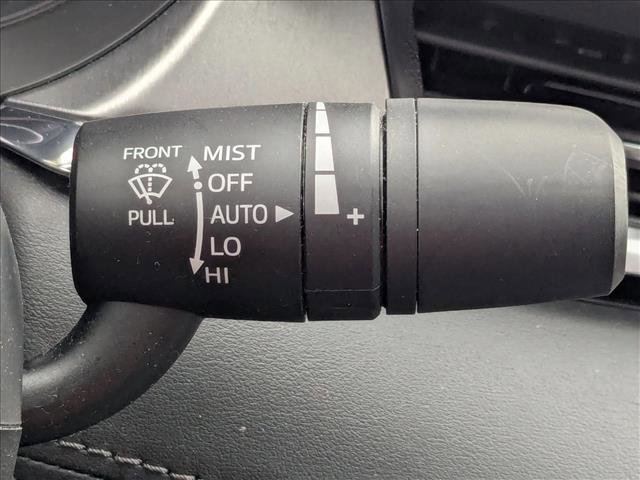 FRONT
PULL
MIST
OFF
AUTO
LO
HI
+